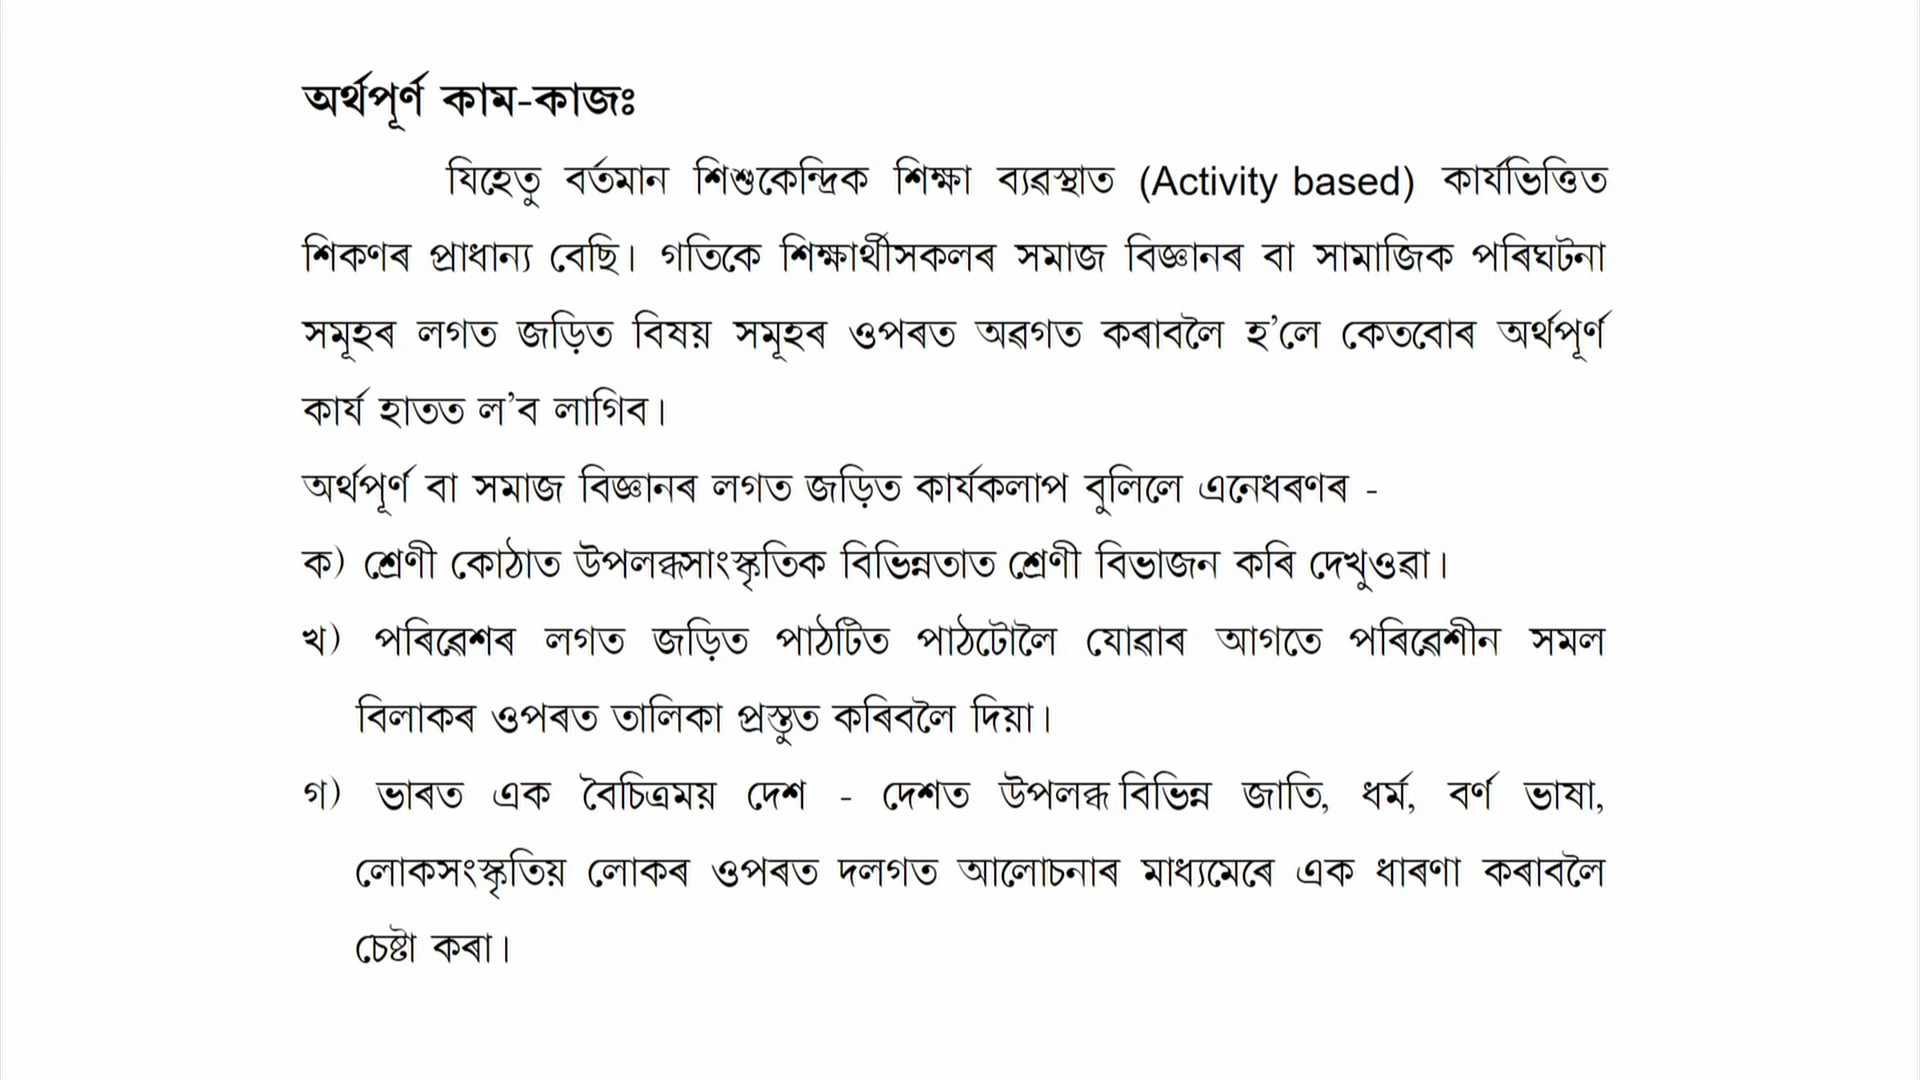 অৰ্থপূৰ্ণ কাম-কাজঃ
যিহেতু বৰ্তমান শিশুকেন্দ্ৰিক শিক্ষা ব্যৱস্থাত (Activity based) কাৰ্যভিত্তিত
শিকণৰ প্ৰাধান্য বেছি। গতিকে শিক্ষাৰ্থীসকলৰ সমাজ বিজ্ঞানৰ বা সামাজিক পৰিঘটনা
সমূহৰ লগত জড়িত বিষয় সমূহৰ ওপৰত অৱগত কৰাবলৈ হ’লে কেতবোৰ অৰ্থপূৰ্ণ
কাৰ্য হাতত ল’ব লাগিব।
অৰ্থপূৰ্ণ বা সমাজ বিজ্ঞানৰ লগত জড়িত কাৰ্যকলাপ বুলিলে এনেধৰণৰ -
ক) শ্ৰেণী কোঠাত উপলব্ধসাংস্কৃতিক বিভিন্নতাত শ্ৰেণী বিভাজন কৰি দেখুওৱা।
খ) পৰিৱেশৰ লগত জড়িত পাঠটিত পাঠটোলৈ যোৱাৰ আগতে পৰিৱেশীন সমল
বিলাকৰ ওপৰত তালিকা প্ৰস্তুত কৰিবলৈ দিয়া।
গ) ভাৰত এক বৈচিত্ৰময় দেশ - দেশত উপলব্ধ বিভিন্ন জাতি, ধৰ্ম, বৰ্ণ ভাষা,
লোকসংস্কৃতিয় লোকৰ ওপৰত দলগত আলোচনাৰ মাধ্যমেৰে এক ধাৰণা কৰাবলৈ
চেষ্টা কৰা।